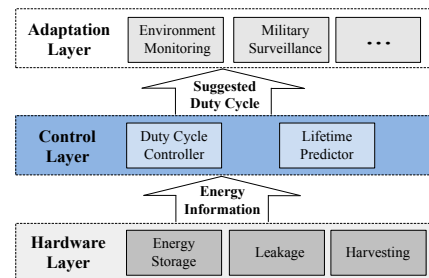 Adaptation Layer
Environment Monitoring
Military Surveillance
...
Suggested Duty Cycle
Control Layer
Duty Cycle Controller
Lifetime Predictor
Energy Information
Hardware Layer
Energy Storage
Leakage
Harvesting